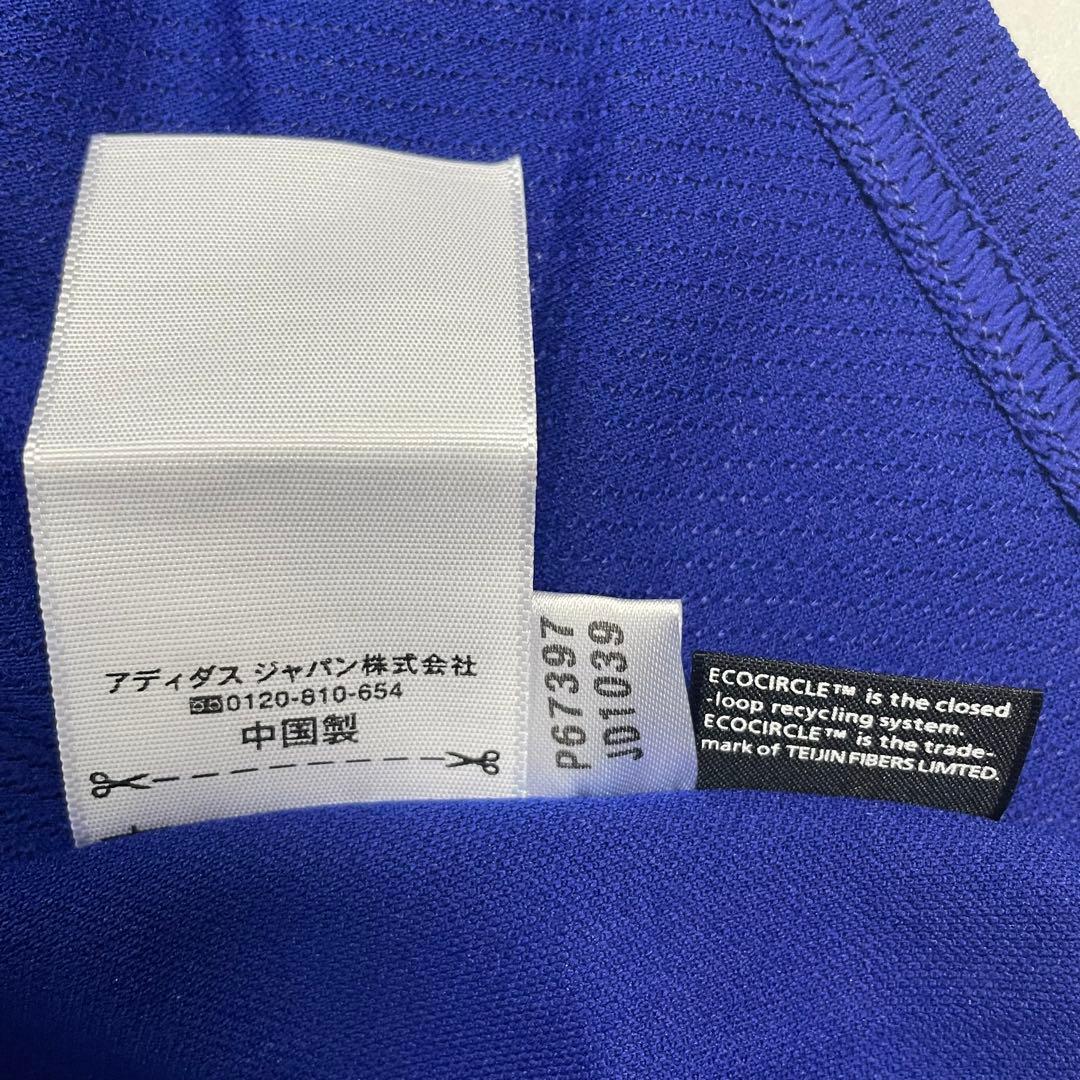 アディダス ジャパン株式会社
0120-810-654
中国製
P67397
JD1039
ECOCIRCLE™ is the closed
-loop recycling system.
ECOCIRCLE™ is the trade-
mark of TEIJIN FIBERS LIMTED.